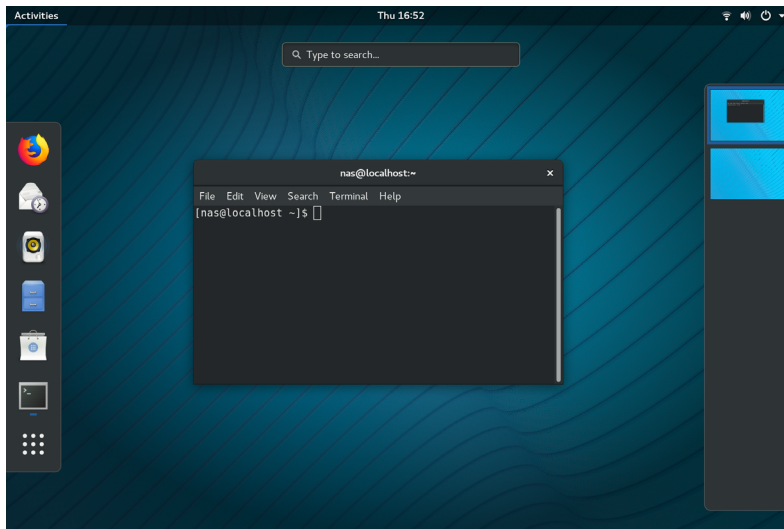 Activities Thu 16:52
Type to search...
nas@localhost:~
File Edit View Search Terminal Help
[nas@localhost ~]$